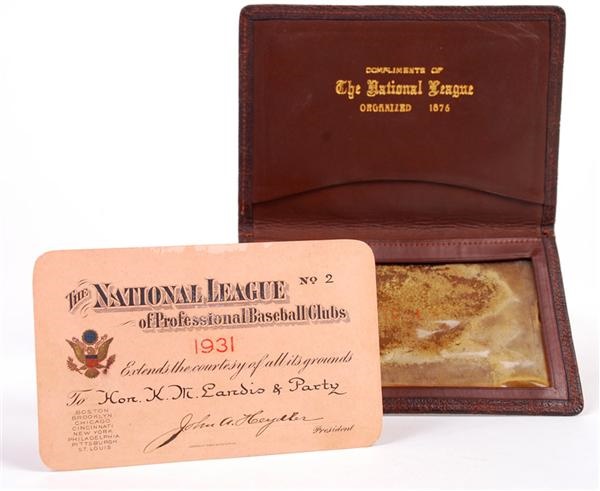 COMPLIMENTS OF
The National League
ORGANIZED 1876
THE NATIONAL LEAGUE No 2
of Professional Baseball Clubs
1931
Extends the courtesy of all its grounds
To Hon. K. M. Landis & Party
BOSTON
BROOKLYN
CHICAGO
CINCINNATI
NEW YORK
PHILADELPHIA
PITTSBURGH
ST. LOUIS
John A. Heydler
President